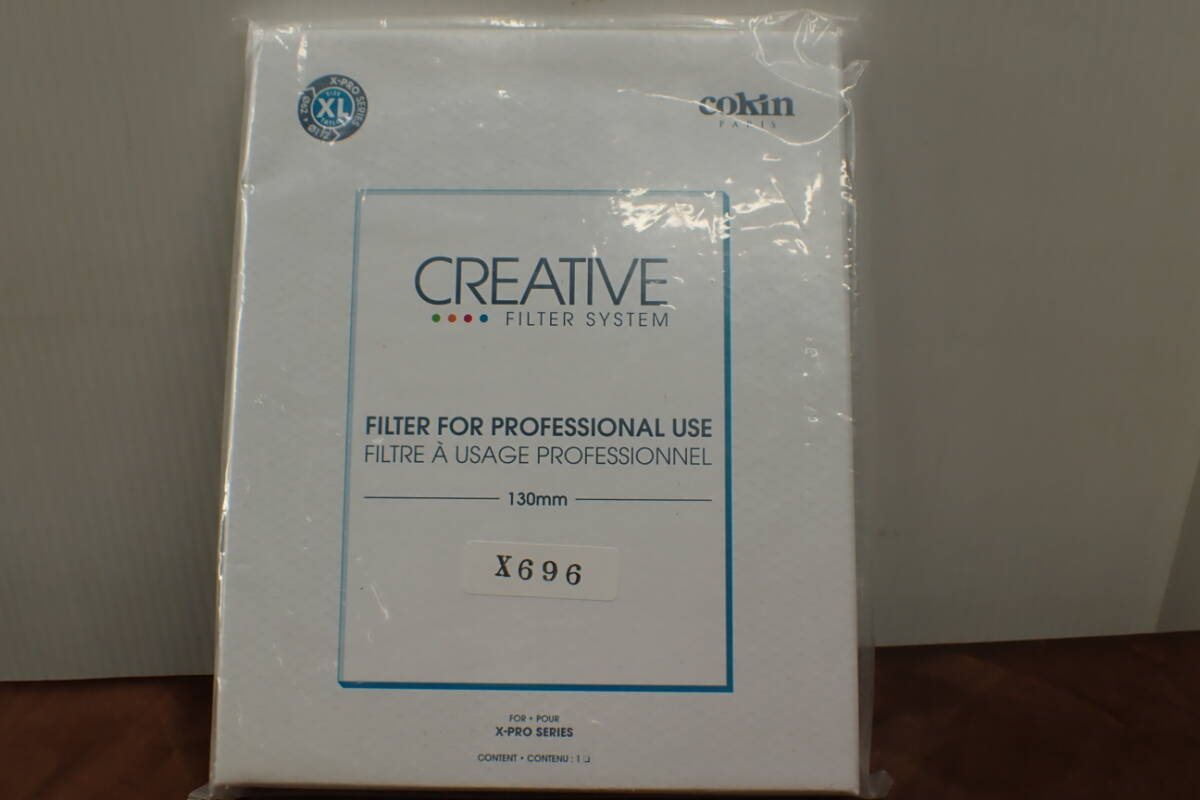 X-PRO SERIES
SIZE
XL
cokin
PARIS
CREATIVE
FILTER SYSTEM
FILTER FOR PROFESSIONAL USE
FILTRE À USAGE PROFESSIONNEL
130mm
X696
FOR • POUR
X-PRO SERIES
CONTENT • CONTENU : 1